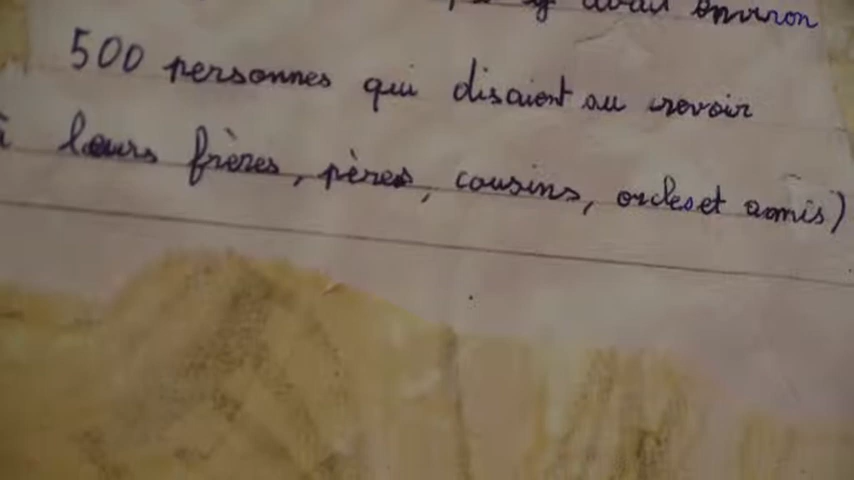 y avait environ
500 personnes qui disaient au revoir
à leurs frères, pères, cousins, oncles et amis)